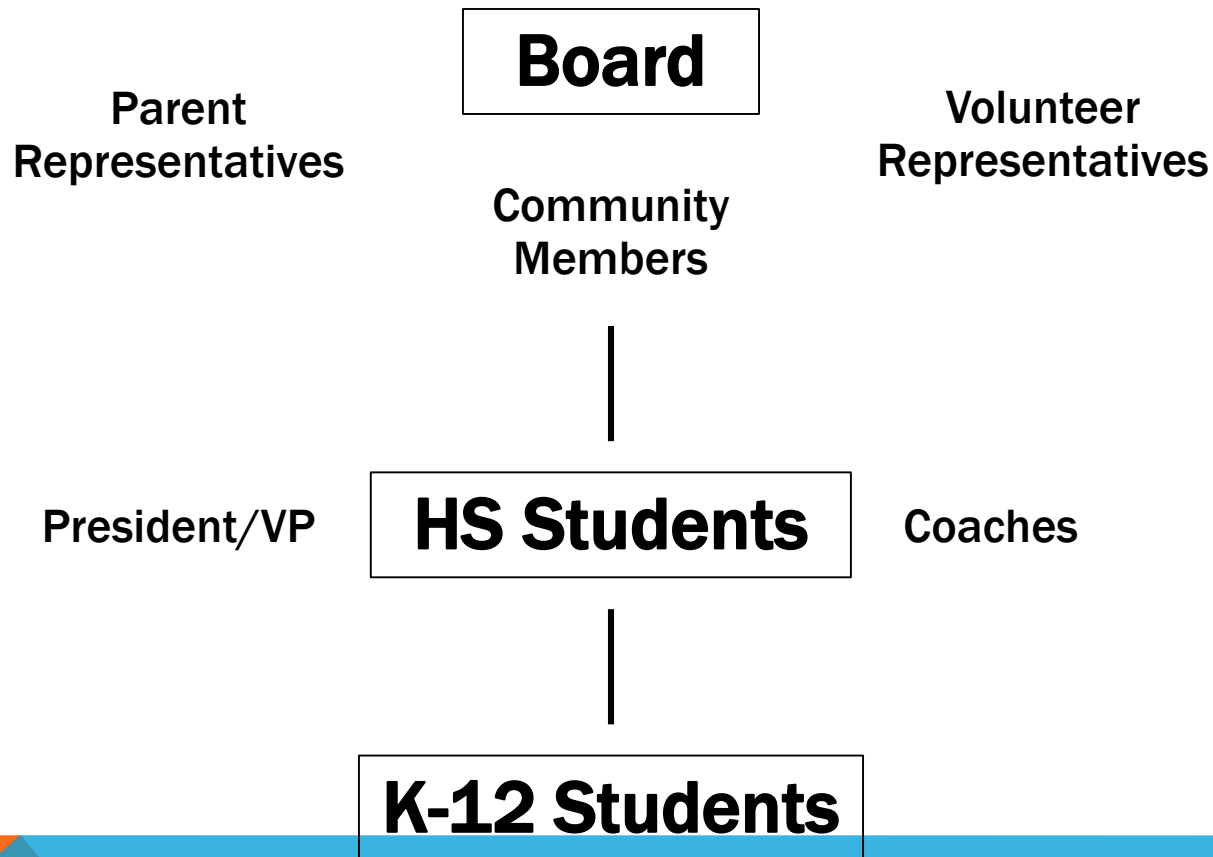 Board
Parent
Representatives
Volunteer
Representatives
Community
Members
President/VP
HS Students
Coaches
K-12 Students